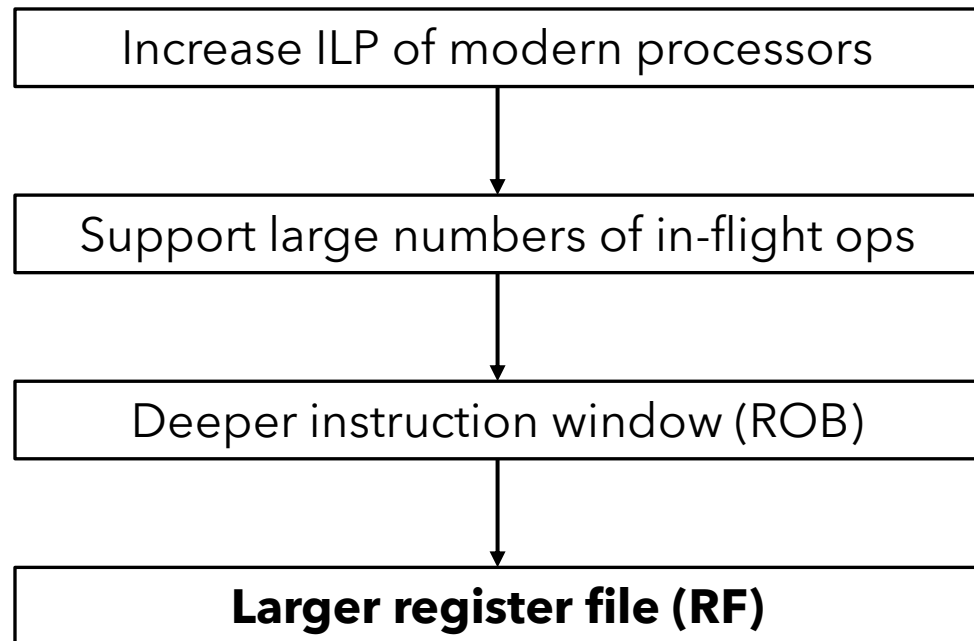 Increase ILP of modern processors
Support large numbers of in-flight ops
Deeper instruction window (ROB)
Larger register file (RF)